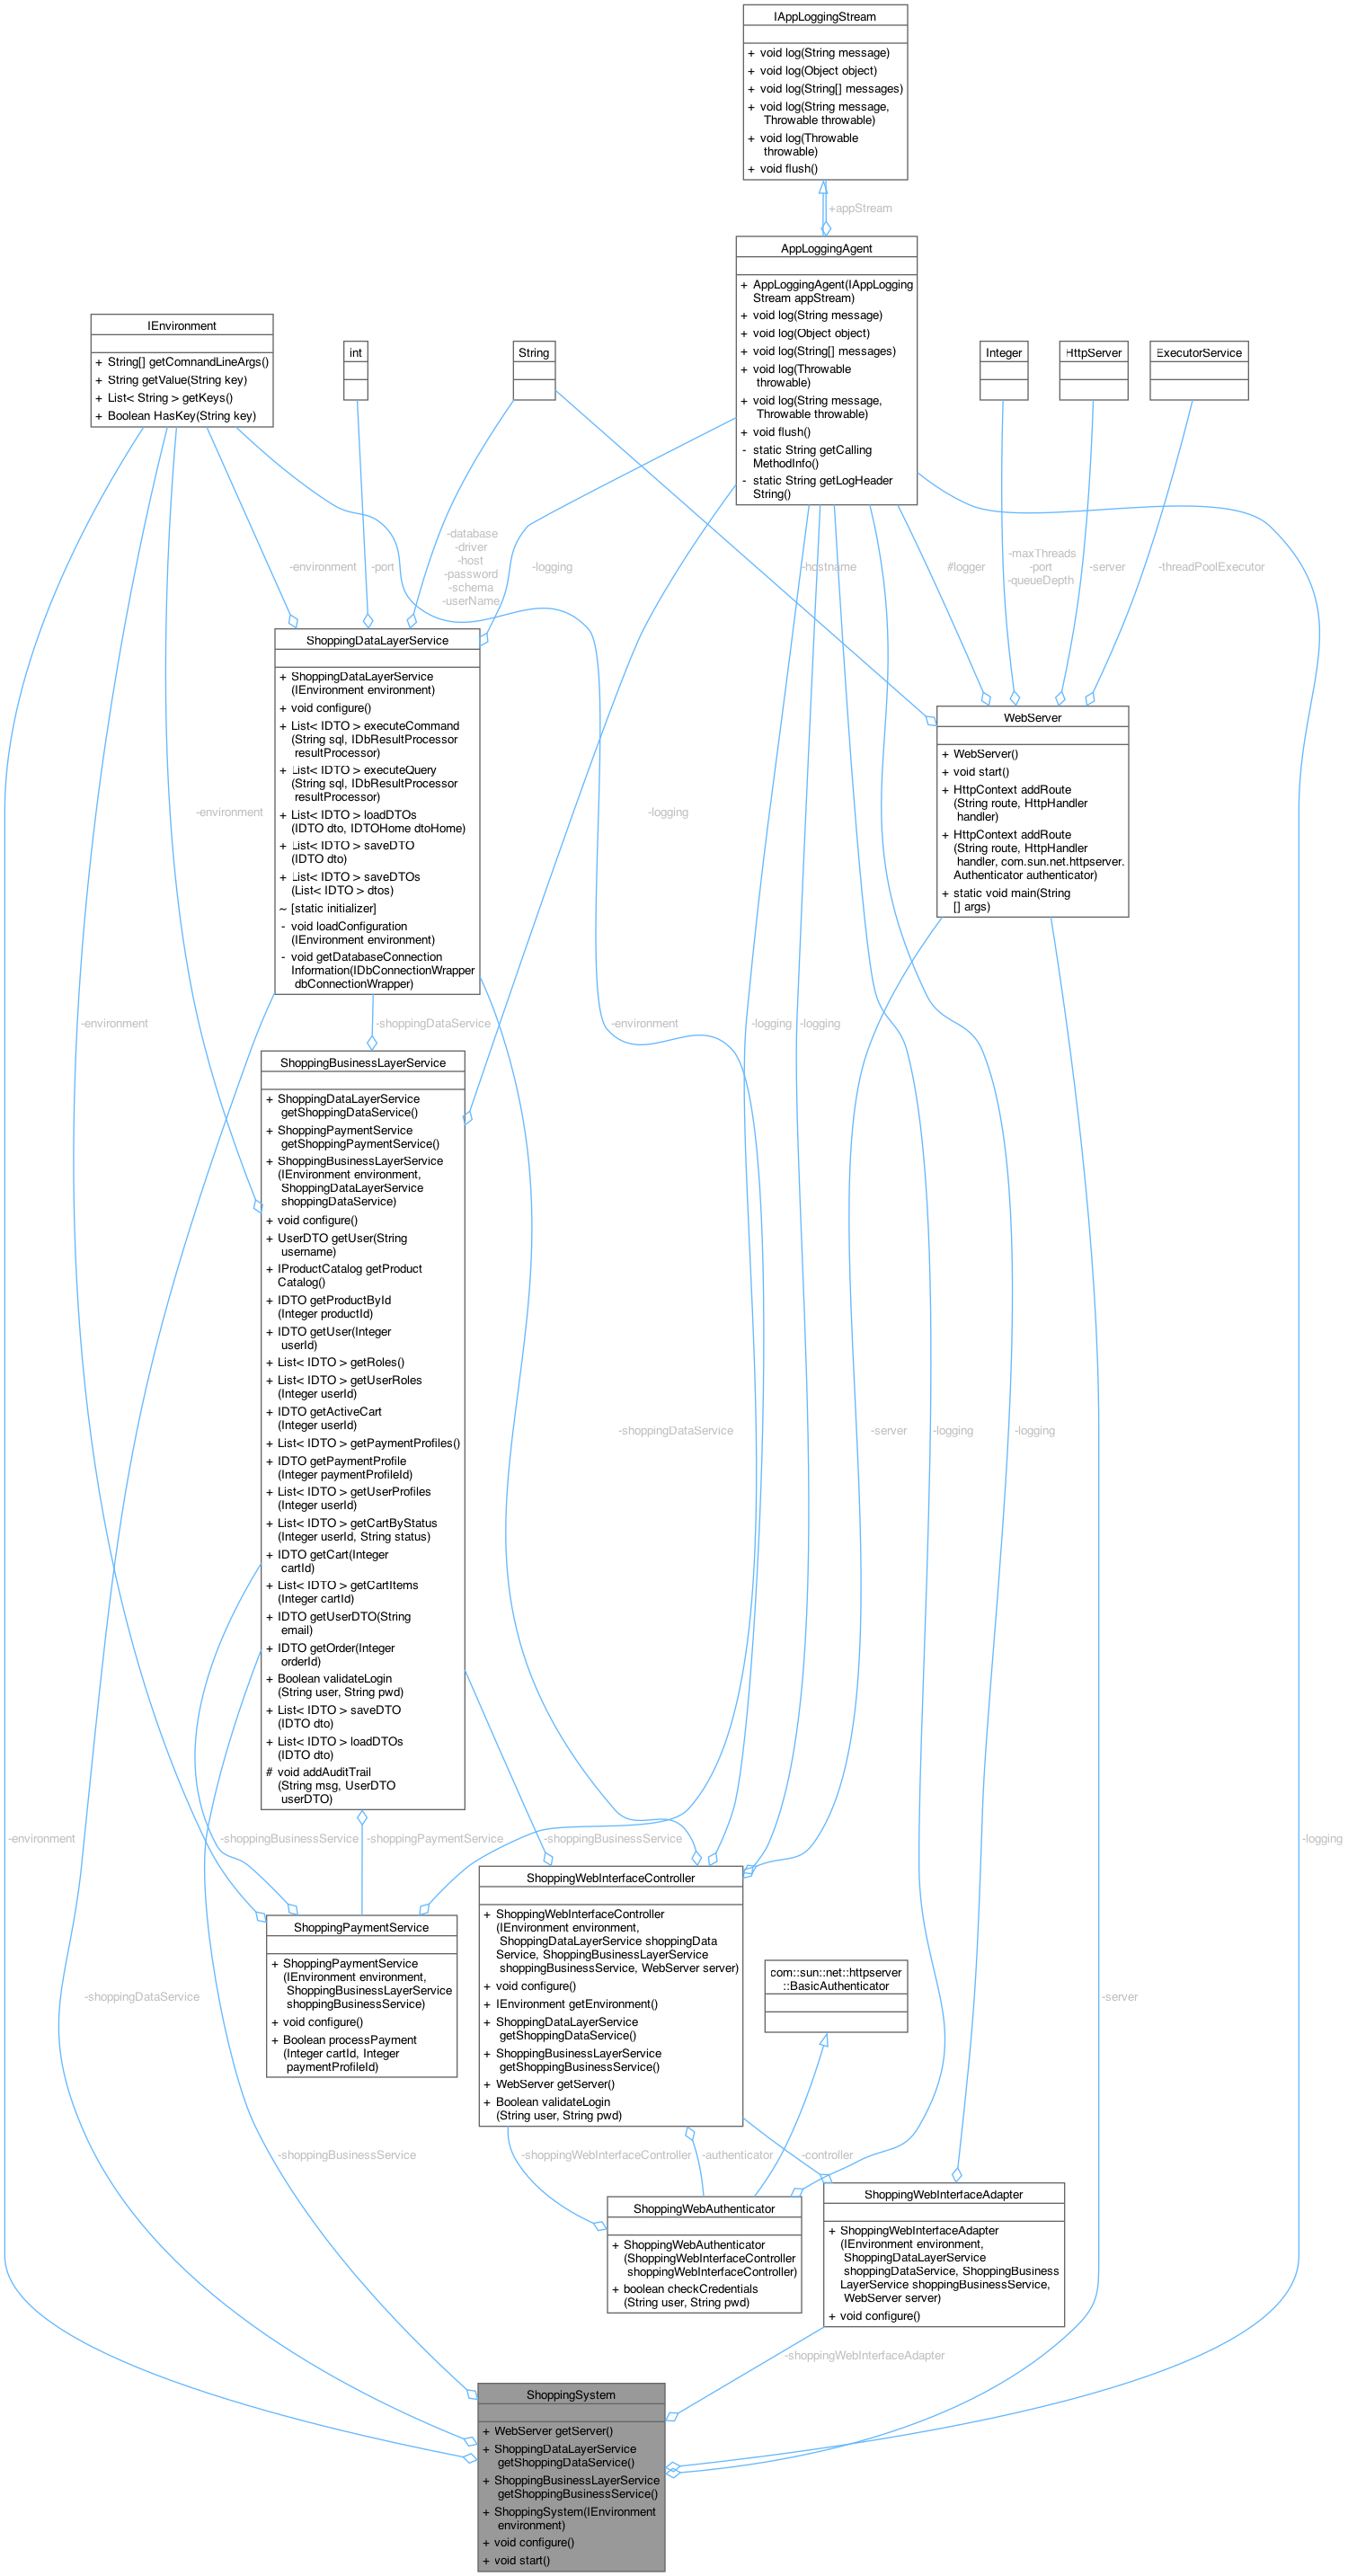 IAppLoggingStream
+ void log(String message)
+ void log(Object object)
+ void log(String[] messages)
+ void log(String message,
Throwable throwable)
+ void log(Throwable
throwable)
+ void flush()
+appStream
AppLoggingAgent
+ AppLoggingAgent(IAppLogging
Stream appStream)
+ void log(String message)
+ void log(Object object)
+ void log(String[] messages)
+ void log(Throwable
throwable)
+ void log(String message,
Throwable throwable)
+ void flush()
- static String getCalling
MethodInfo()
- static String getLogHeader
String()
IEnvironment
+ String[] getCommandLineArgs()
+ String getValue(String key)
+ List< String > getKeys()
+ Boolean HasKey(String key)
int
String
Integer
HttpServer
ExecutorService
-environment
-port
-database
-driver
-host
-password
-schema
-userName
-logging
-hostname
#logger
-maxThreads
-port
-queueDepth
-server
-threadPoolExecutor
ShoppingDataLayerService
+ ShoppingDataLayerService
(IEnvironment environment)
+ void configure()
+ List< IDTO > executeCommand
(String sql, IDbResultProcessor
resultProcessor)
+ List< IDTO > executeQuery
(String sql, IDbResultProcessor
resultProcessor)
+ List< IDTO > loadDTOs
(IDTO dto, IDTOHome dtoHome)
+ List< IDTO > saveDTO
(IDTO dto)
+ List< IDTO > saveDTOs
(List< IDTO > dtos)
~ [static initializer]
- void loadConfiguration
(IEnvironment environment)
- void getDatabaseConnection
Information(IDbConnectionWrapper
dbConnectionWrapper)
WebServer
+ WebServer()
+ void start()
+ HttpContext addRoute
(String route, HttpHandler
handler)
+ HttpContext addRoute
(String route, HttpHandler
handler, com.sun.net.httpserver.
Authenticator authenticator)
+ static void main(String
[] args)
-environment
-logging
-environment
-shoppingDataService
-environment
-logging
-logging
ShoppingBusinessLayerService
+ ShoppingDataLayerService
getShoppingDataService()
+ ShoppingPaymentService
getShoppingPaymentService()
+ ShoppingBusinessLayerService
(IEnvironment environment,
ShoppingDataLayerService
shoppingDataService)
+ void configure()
+ UserDTO getUser(String
username)
+ IProductCatalog getProduct
Catalog()
+ IDTO getProductById
(Integer productId)
+ IDTO getUser(Integer
userId)
+ List< IDTO > getRoles()
+ List< IDTO > getUserRoles
(Integer userId)
+ IDTO getActiveCart
(Integer userId)
+ List< IDTO > getPaymentProfiles()
+ IDTO getPaymentProfile
(Integer paymentProfileId)
+ List< IDTO > getUserProfiles
(Integer userId)
+ List< IDTO > getCartByStatus
(Integer userId, String status)
+ IDTO getCart(Integer
cartId)
+ List< IDTO > getCartItems
(Integer cartId)
+ IDTO getUserDTO(String
email)
+ IDTO getOrder(Integer
orderId)
+ Boolean validateLogin
(String user, String pwd)
+ List< IDTO > saveDTO
(IDTO dto)
+ List< IDTO > loadDTOs
(IDTO dto)
# void addAuditTrail
(String msg, UserDTO
userDTO)
-shoppingDataService
-server
-logging
-logging
-environment
-shoppingBusinessService
-shoppingPaymentService
-shoppingBusinessService
-logging
ShoppingPaymentService
+ ShoppingPaymentService
(IEnvironment environment,
ShoppingBusinessLayerService
shoppingBusinessService)
+ void configure()
+ Boolean processPayment
(Integer cartId, Integer
paymentProfileId)
ShoppingWebInterfaceController
+ ShoppingWebInterfaceController
(IEnvironment environment,
ShoppingDataLayerService shoppingData
Service, ShoppingBusinessLayerService
shoppingBusinessService, WebServer server)
+ void configure()
+ IEnvironment getEnvironment()
+ ShoppingDataLayerService
getShoppingDataService()
+ ShoppingBusinessLayerService
getShoppingBusinessService()
+ WebServer getServer()
+ Boolean validateLogin
(String user, String pwd)
com::sun::net::httpserver
::BasicAuthenticator
-shoppingDataService
-server
-shoppingBusinessService
-shoppingWebInterfaceController
-authenticator
-controller
ShoppingWebAuthenticator
+ ShoppingWebAuthenticator
(ShoppingWebInterfaceController
shoppingWebInterfaceController)
+ boolean checkCredentials
(String user, String pwd)
ShoppingWebInterfaceAdapter
+ ShoppingWebInterfaceAdapter
(IEnvironment environment,
ShoppingDataLayerService
shoppingDataService, ShoppingBusiness
LayerService shoppingBusinessService,
WebServer server)
+ void configure()
-shoppingWebInterfaceAdapter
ShoppingSystem
+ WebServer getServer()
+ ShoppingDataLayerService
getShoppingDataService()
+ ShoppingBusinessLayerService
getShoppingBusinessService()
+ ShoppingSystem(IEnvironment
environment)
+ void configure()
+ void start()